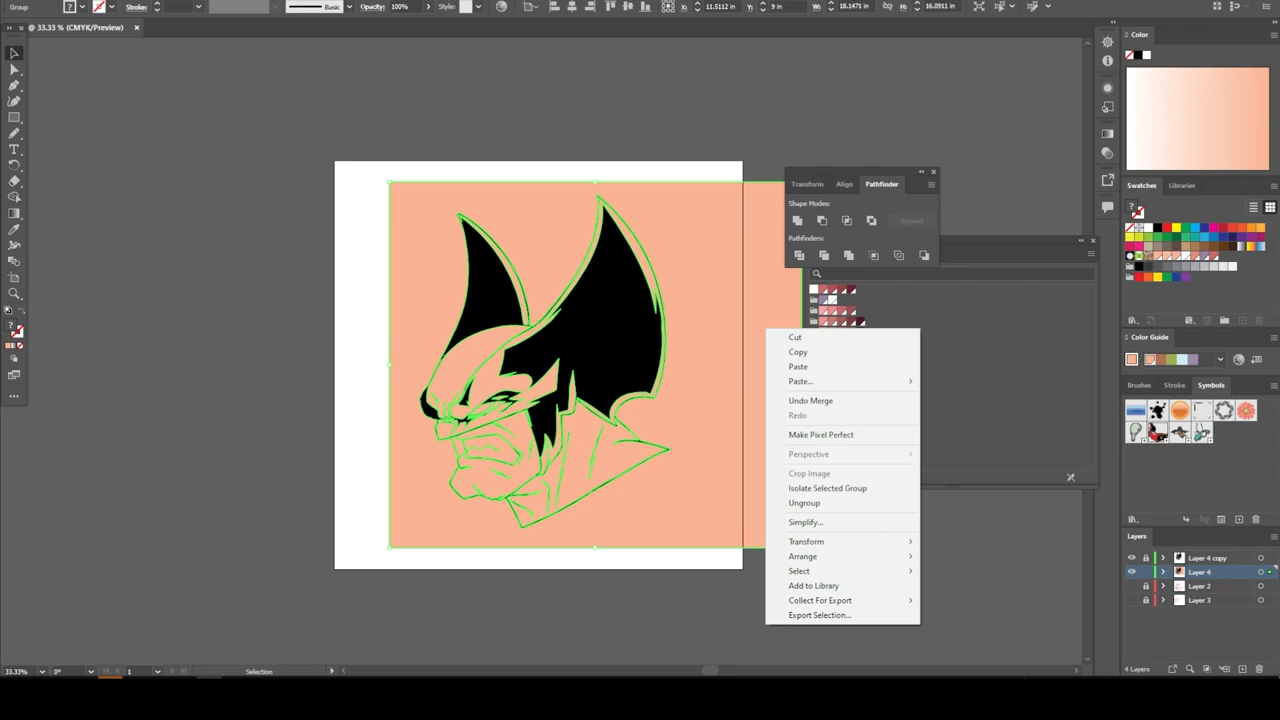 Group
Stroke:
Basic
Opacity:
100%
Styles
X:
11.5112 in
Y:
9 in
W:
18.1471 in
H:
16.0911 in
@ 33.33 % (CMYK/Preview)
Color
Swatches
Libraries
Color Guide
Brushes
Stroke
Symbols
Layers
Layer 4 copy
Layer 4
Layer 2
Layer 3
4 Layers
Transform
Align
Pathfinder
Shape Modes:
Expand
Pathfinders:
Cut
Copy
Paste
Paste...
Undo Merge
Redo
Make Pixel Perfect
Perspective
Crop Image
Isolate Selected Group
Ungroup
Simplify...
Transform
Arrange
Select
Add to Library
Collect For Export
Export Selection...
33.33%
0°
1
Selection